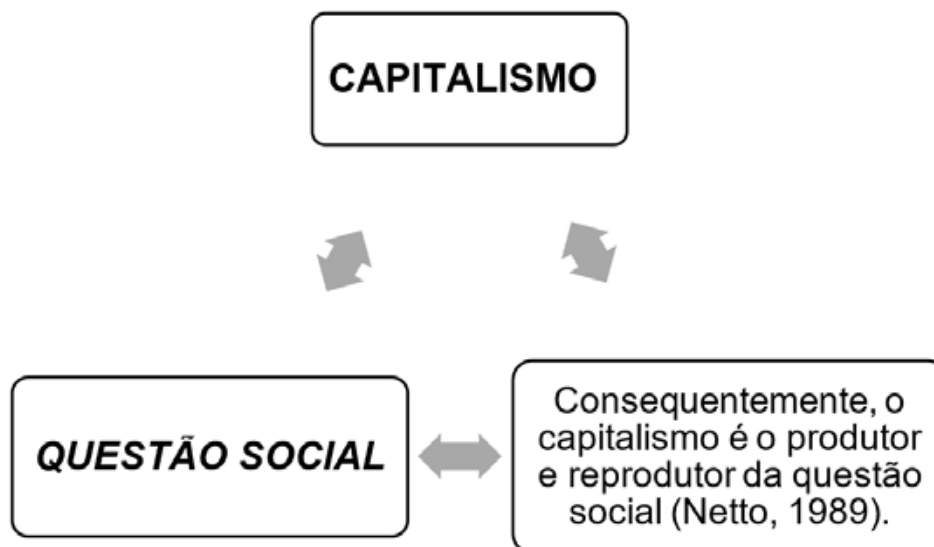 CAPITALISMO
QUESTÃO SOCIAL
Consequentemente, o
capitalismo é o produtor
e reprodutor da questão
social (Netto, 1989).